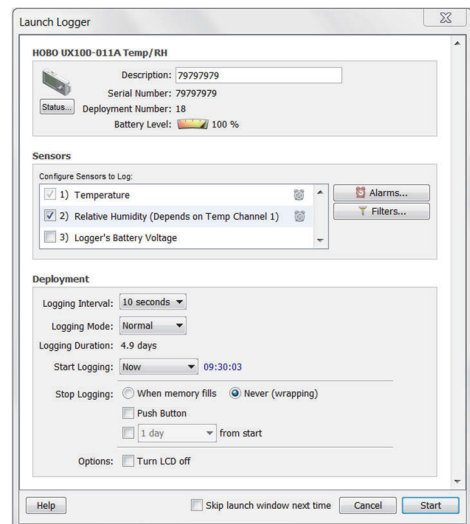 Launch Logger
HOBO UX100-011A Temp/RH
Description: 79797979
Serial Number: 79797979
Status... Deployment Number: 18
Battery Level: 100 %
Sensors
Configure Sensors to Log:
1) Temperature
Alarms...
2) Relative Humidity (Depends on Temp Channel 1)
Filters...
3) Logger's Battery Voltage
Deployment
Logging Interval: 10 seconds
Logging Mode: Normal
Logging Duration: 4.9 days
Start Logging: Now 09:30:03
Stop Logging: When memory fills Never (wrapping)
Push Button
1 day from start
Options: Turn LCD off
Help Skip launch window next time Cancel Start